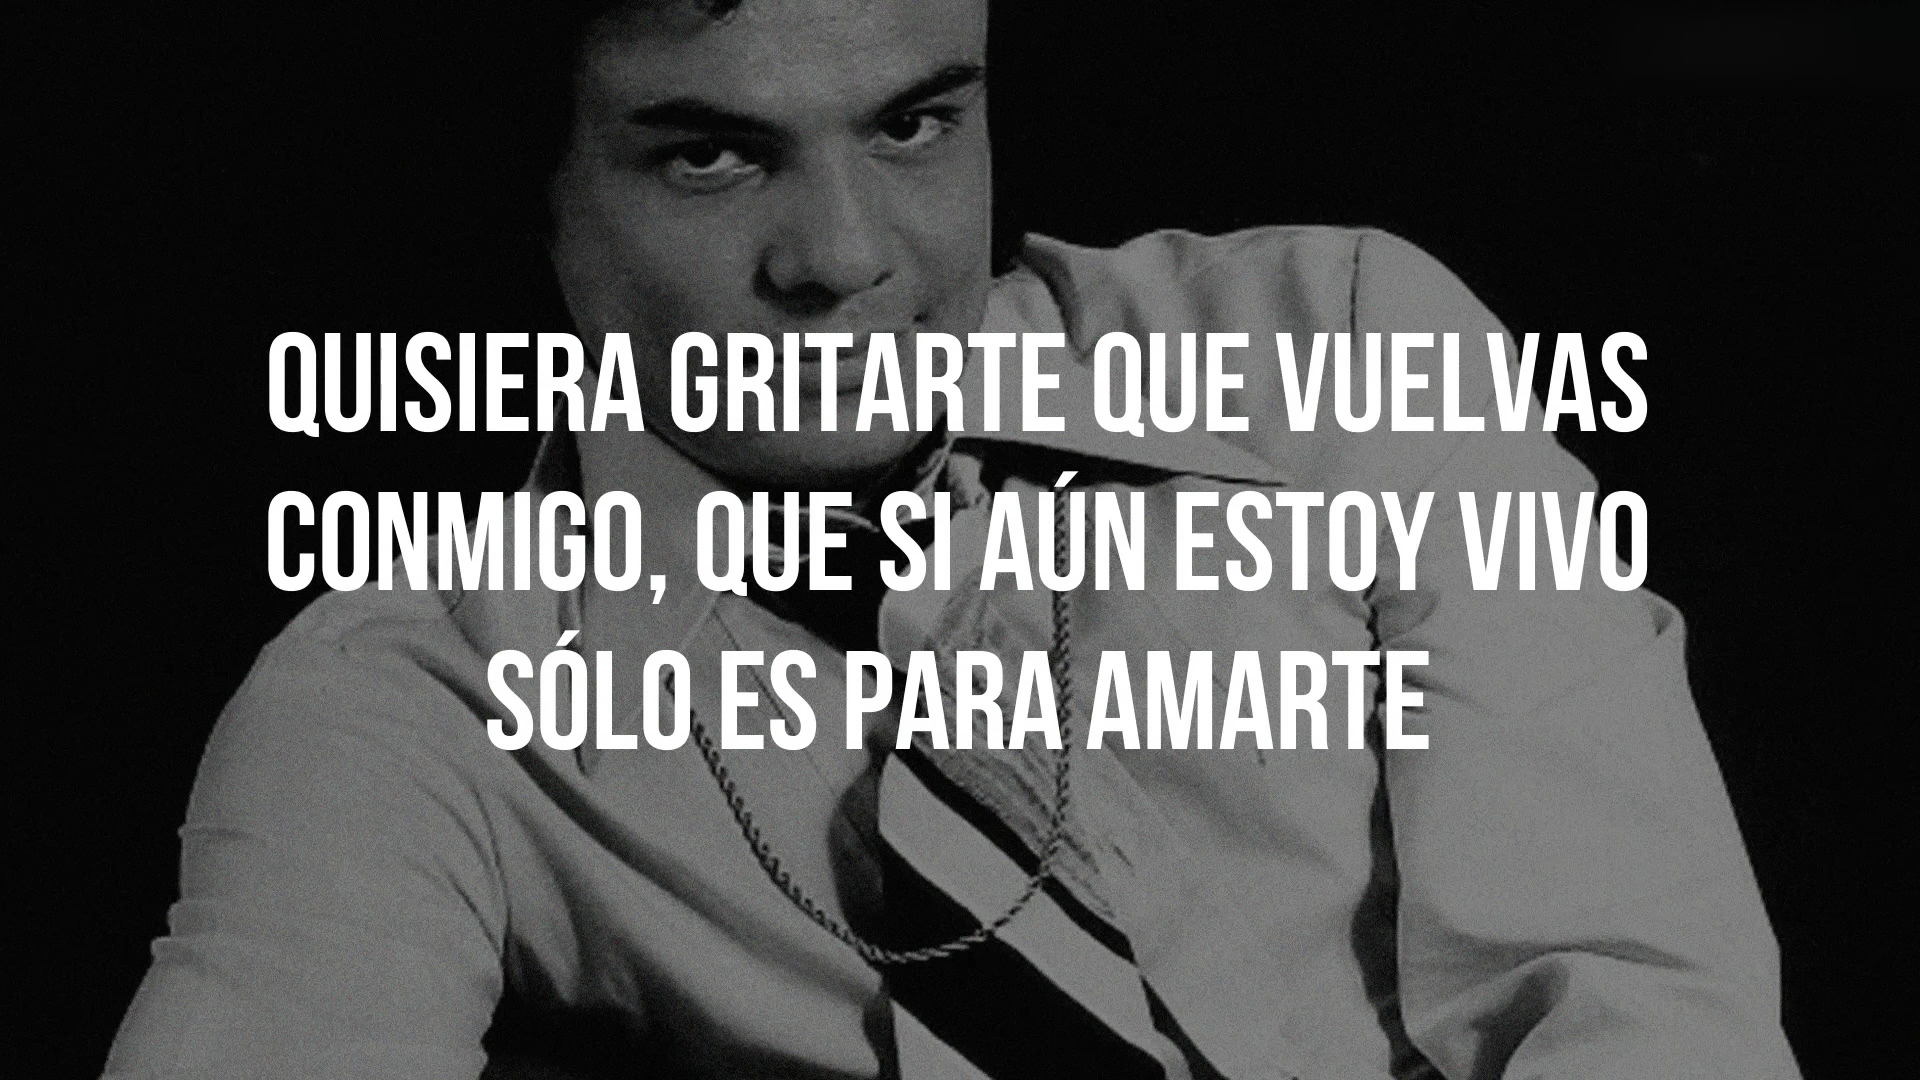 QUISIERA GRITARTE QUE VUELVAS
CONMIGO, QUE SI AÚN ESTOY VIVO
SÓLO ES PARA AMARTE